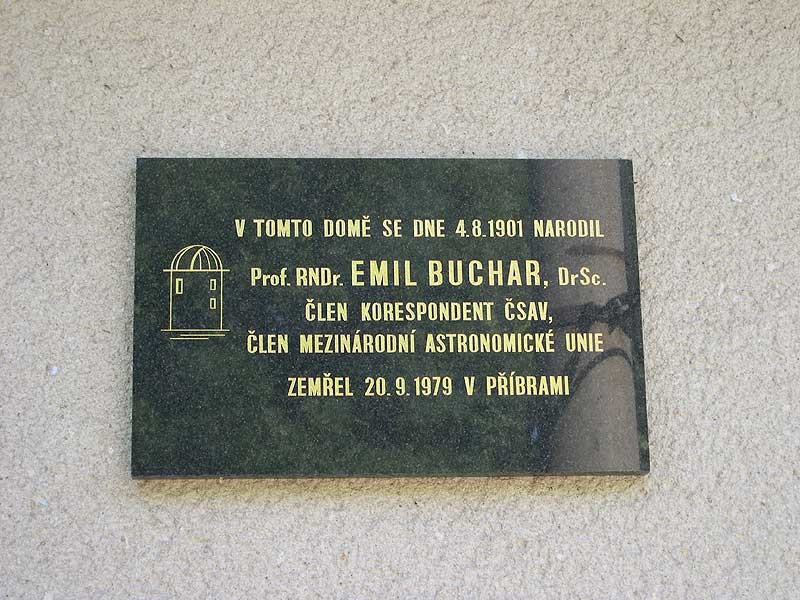 V TOMTO DOMĚ SE DNE 4.8.1901 NARODIL
Prof. RNDr. EMIL BUCHAR, DrSc.
ČLEN KORESPONDENT ČSAV,
ČLEN MEZINÁRODNÍ ASTRONOMICKÉ UNIE
ZEMŘEL 20.9.1979 V PŘÍBRAMI